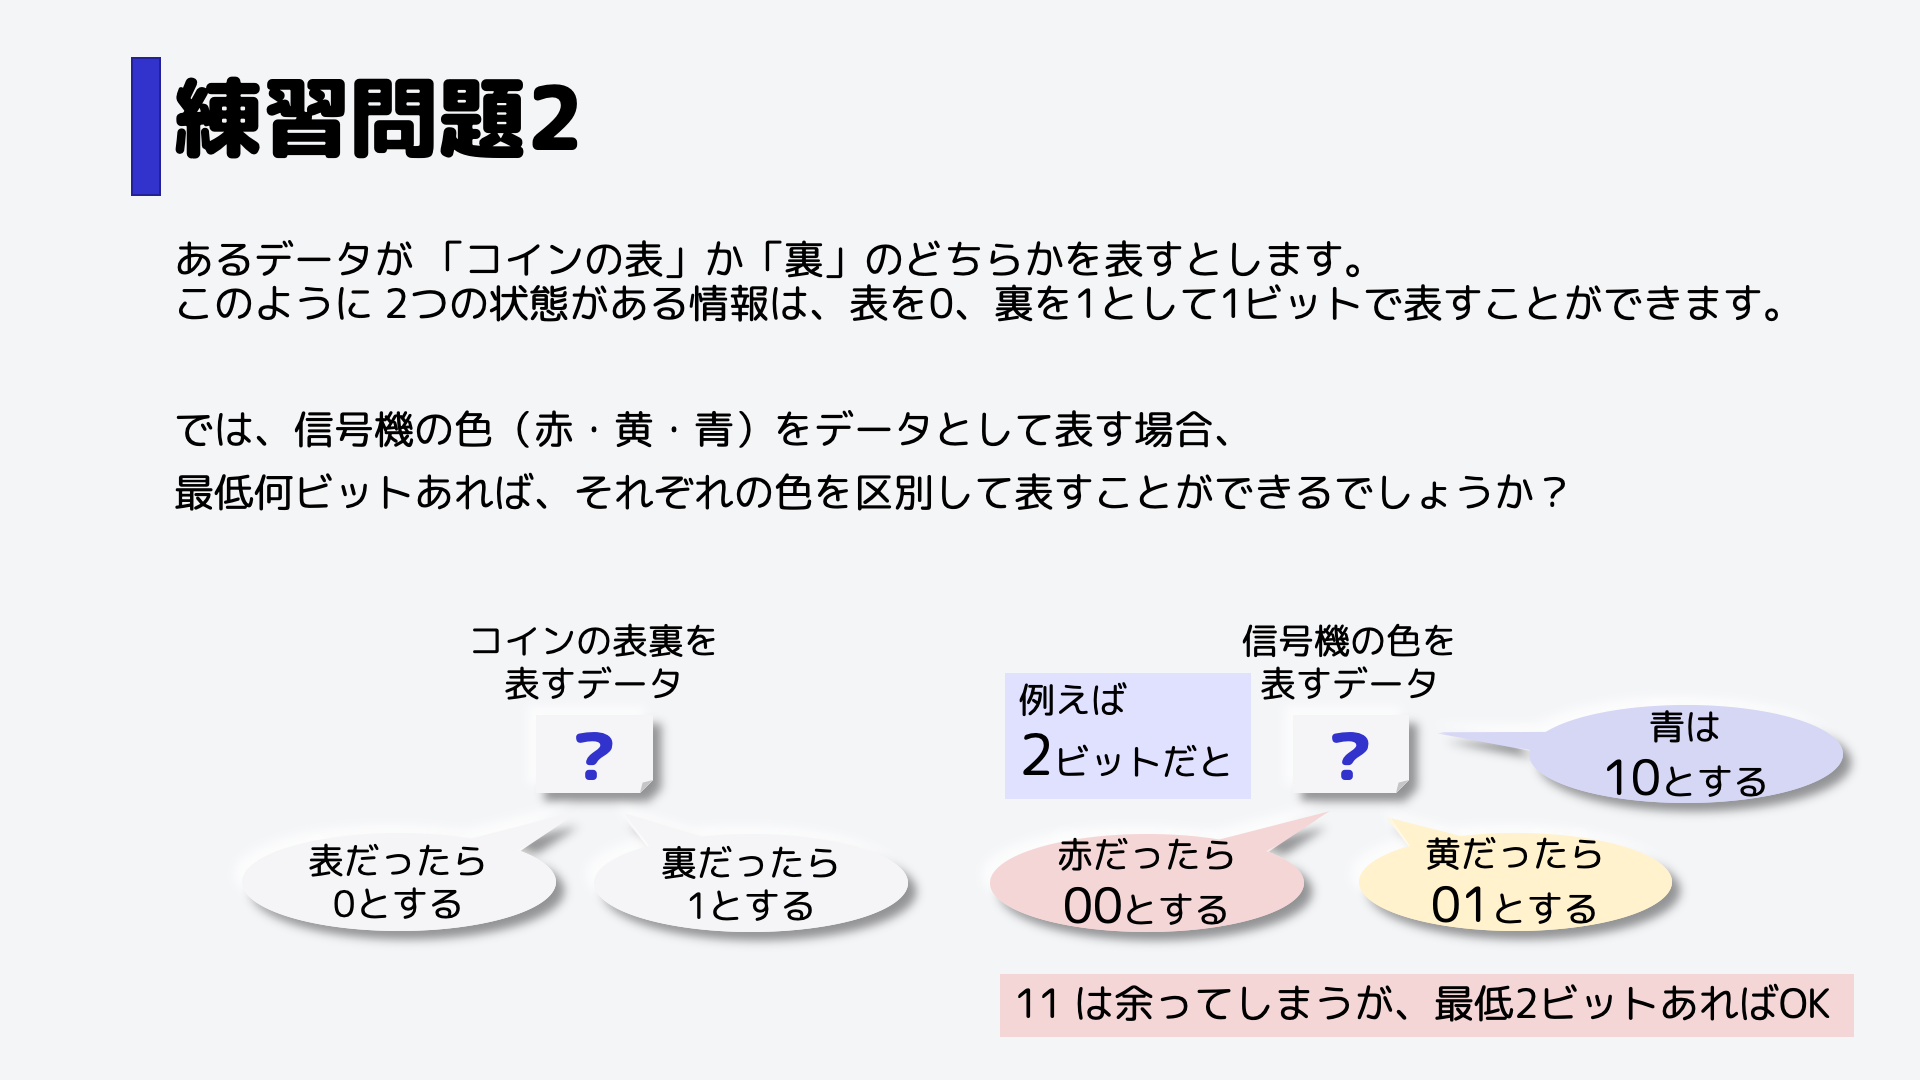 練習問題2
あるデータが 「コインの表」か「裏」のどちらかを表すとします。
このように 2つの状態がある情報は、表を0、裏を1として1ビットで表すことができます。
では、信号機の色（赤・黄・青）をデータとして表す場合、
最低何ビットあれば、それぞれの色を区別して表すことができるでしょうか？
コインの表裏を
表すデータ
?
表だったら
0とする
裏だったら
1とする
信号機の色を
表すデータ
?
例えば
2ビットだと
青は
10とする
赤だったら
00とする
黄だったら
01とする
11 は余ってしまうが、最低2ビットあればOK